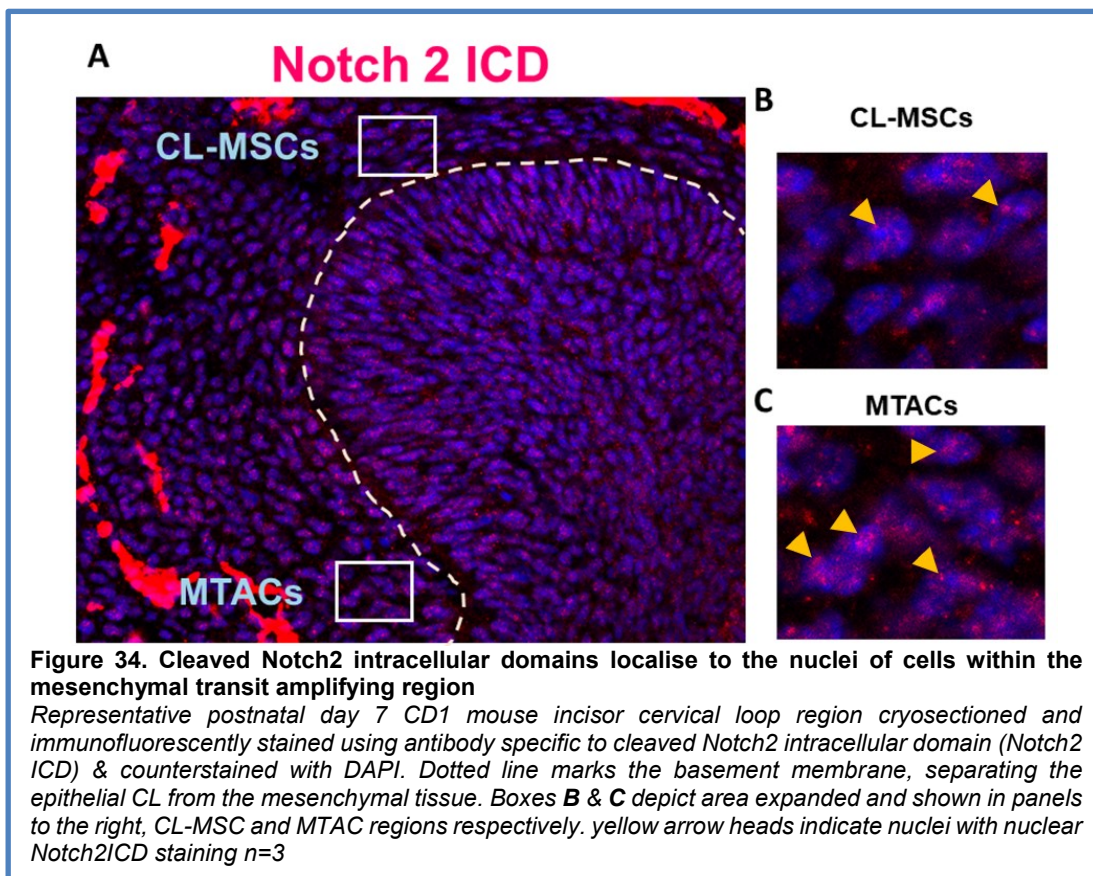 A
Notch 2 ICD
CL-MSCs
MTACs
B
CL-MSCs
C
MTACs
Figure 34. Cleaved Notch2 intracellular domains localise to the nuclei of cells within the
mesenchymal transit amplifying region
Representative postnatal day 7 CD1 mouse incisor cervical loop region cryosectioned and
immunofluorescently stained using antibody specific to cleaved Notch2 intracellular domain (Notch2
ICD) & counterstained with DAPI. Dotted line marks the basement membrane, separating the
epithelial CL from the mesenchymal tissue. Boxes B & C depict area expanded and shown in panels
to the right, CL-MSC and MTAC regions respectively. yellow arrow heads indicate nuclei with nuclear
Notch2ICD staining n=3